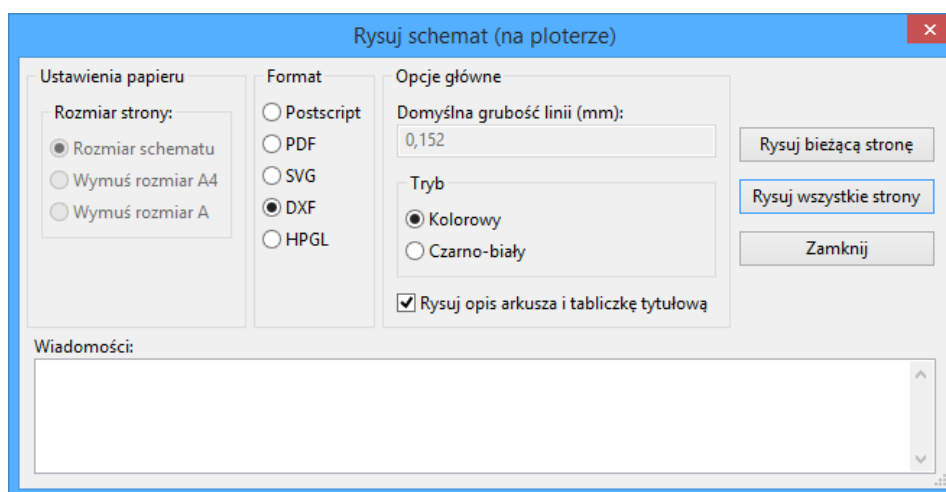 Rysuj schemat (na ploterze)
Ustawienia papieru
Rozmiar strony:
Rozmiar schematu
Wymuś rozmiar A4
Wymuś rozmiar A
Format
Postscript
PDF
SVG
DXF
HPGL
Opcje główne
Domyślna grubość linii (mm):
0,152
Tryb
Kolorowy
Czarno-biały
Rysuj opis arkusza i tabliczkę tytułową
Rysuj bieżącą stronę
Rysuj wszystkie strony
Zamknij
Wiadomości: